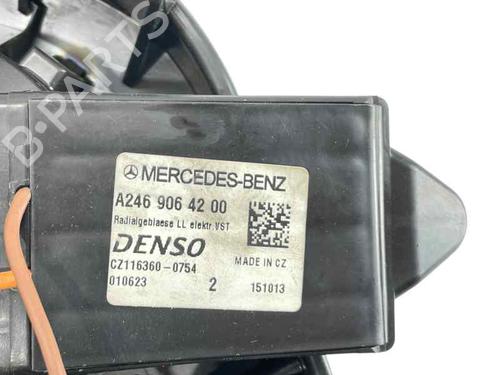 MERCEDES-BENZ
A246 906 42 00
Radialgeblaese LL elektr.VST
DENSO
MADE IN CZ
CZ116360-0754
010623 2 151013
B-PARTS